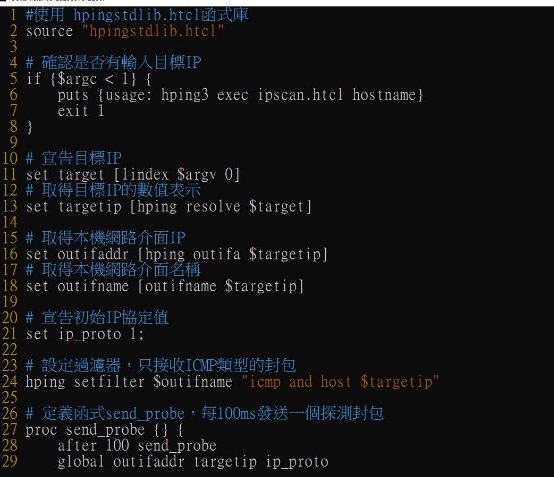 1 #使用 hpingstdlib.htcl函式庫
2 source "hpingstdlib.htcl"
3
4 # 確認是否有輸入目標IP
5 if {$argc < 1} {
6 puts {usage: hping3 exec ipscan.htcl hostname}
7 exit 1
8 }
9
10 # 宣告目標IP
11 set target [lindex $argv 0]
12 # 取得目標IP的數值表示
13 set targetip [hping resolve $target]
14
15 # 取得本機網路介面IP
16 set outifaddr [hping outifa $targetip]
17 # 取得本機網路介面名稱
18 set outifname [outifname $targetip]
19
20 # 宣告初始IP協定值
21 set ip_proto 1;
22
23 # 設定過濾器，只接收ICMP類型的封包
24 hping setfilter $outifname "icmp and host $targetip"
25
26 # 定義函式send_probe，每100ms發送一個探測封包
27 proc send_probe {} {
28 after 100 send_probe
29 global outifaddr targetip ip_proto